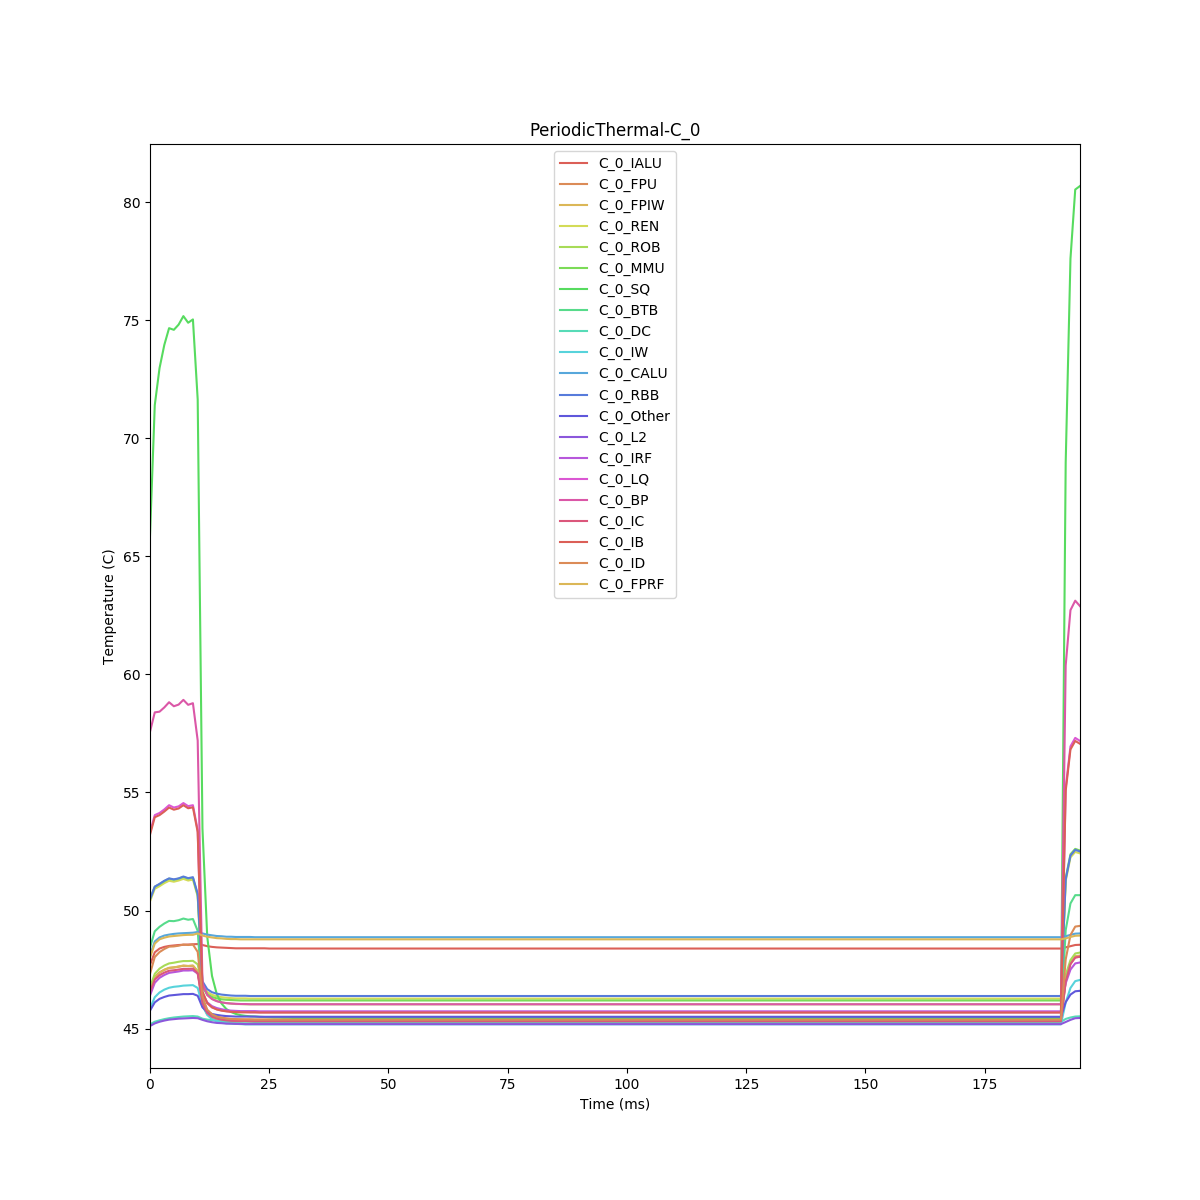 PeriodicThermal-C_0
C_0_IALU
C_0_FPU
C_0_FPIW
C_0_REN
C_0_ROB
C_0_MMU
C_0_SQ
C_0_BTB
C_0_DC
C_0_IW
C_0_CALU
C_0_RBB
C_0_Other
C_0_L2
C_0_IRF
C_0_LQ
C_0_BP
C_0_IC
C_0_IB
C_0_ID
C_0_FPRF
80
75
70
65
60
55
50
45
Temperature (C)
0 25 50 75 100 125 150 175
Time (ms)